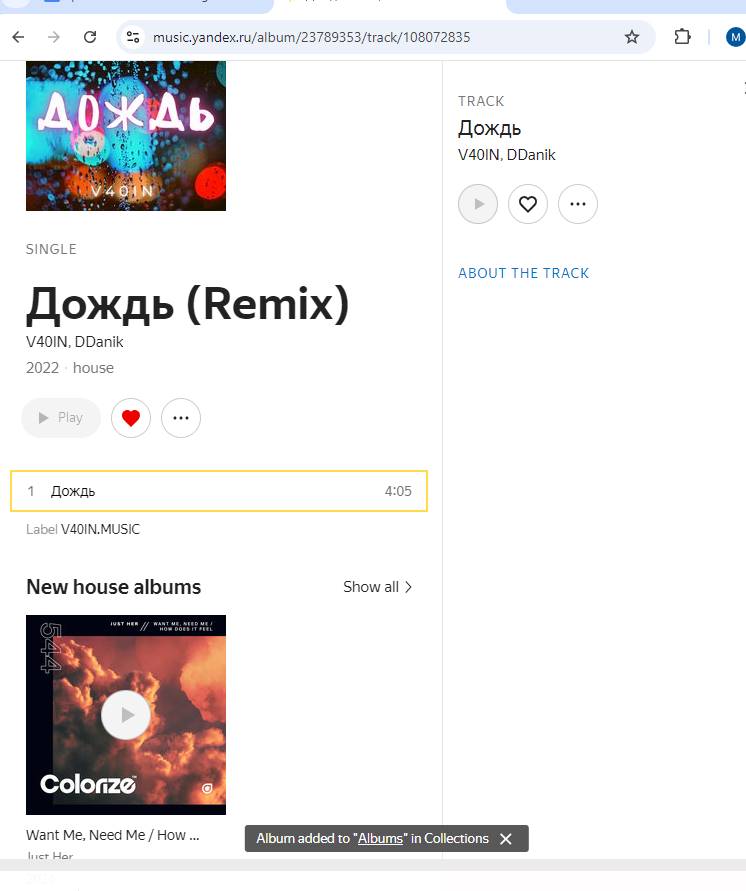 music.yandex.ru/album/23789353/track/108072835
M
ДОЖДЬ
V40IN
SINGLE
Дождь (Remix)
V40IN, DDanik
2022 · house
Play
1 Дождь 4:05
Label V40IN.MUSIC
New house albums
Show all
544
JUST HER // WANT ME, NEED ME /
HOW DOES IT FEEL
Colorize
Want Me, Need Me / How ...
Just Her
TRACK
Дождь
V40IN, DDanik
ABOUT THE TRACK
Album added to "Albums" in Collections